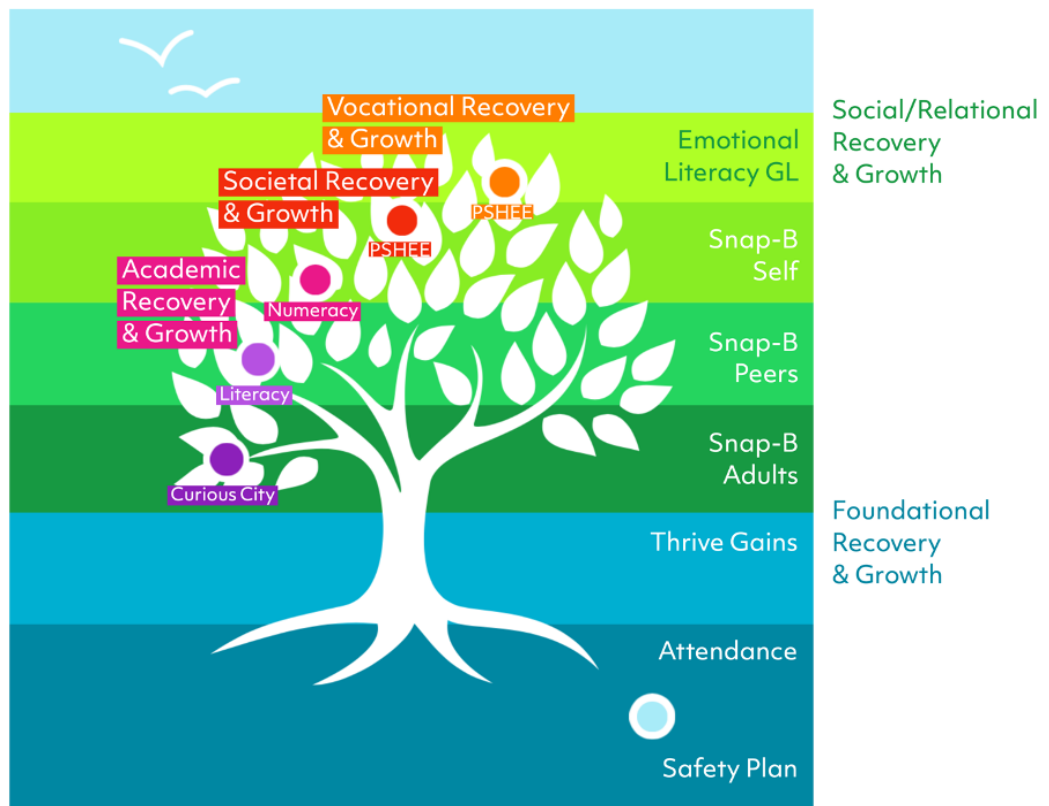 Vocational Recovery
& Growth
Social/Relational
Recovery
& Growth
Emotional
Literacy GL
Societal Recovery
& Growth
PSHEE
PSHEE
Snap-B
Self
Academic
Recovery
& Growth
Numeracy
Snap-B
Peers
Literacy
Snap-B
Adults
Curious City
Foundational
Recovery
& Growth
Thrive Gains
Attendance
Safety Plan